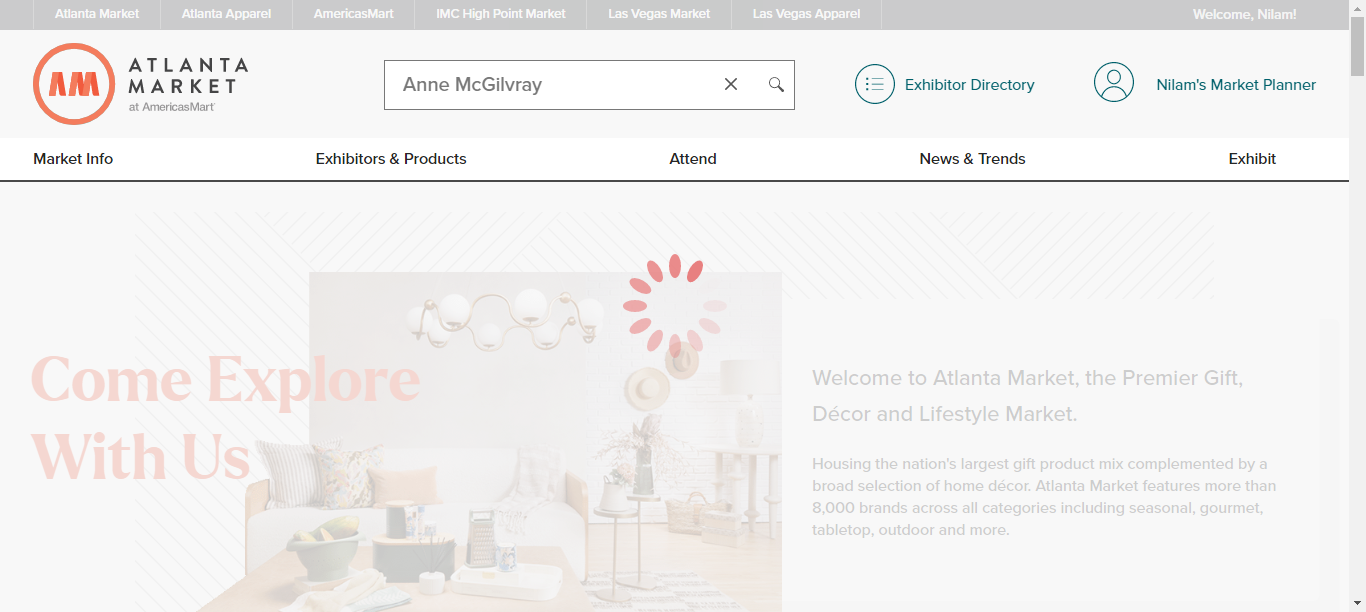 Atlanta Market
Atlanta Apparel
AmericasMart
IMC High Point Market
Las Vegas Market
Las Vegas Apparel
Welcome, Nilam!
AM
ATLANTA
MARKET
at AmericasMart
Anne McGilvray
Exhibitor Directory
Nilam's Market Planner
Market Info
Exhibitors & Products
Attend
News & Trends
Exhibit
Come Explore
With Us
Welcome to Atlanta Market, the Premier Gift,
Décor and Lifestyle Market.
Housing the nation's largest gift product mix complemented by a
broad selection of home décor. Atlanta Market features more than
8,000 brands across all categories including seasonal, gourmet,
tabletop, outdoor and more.